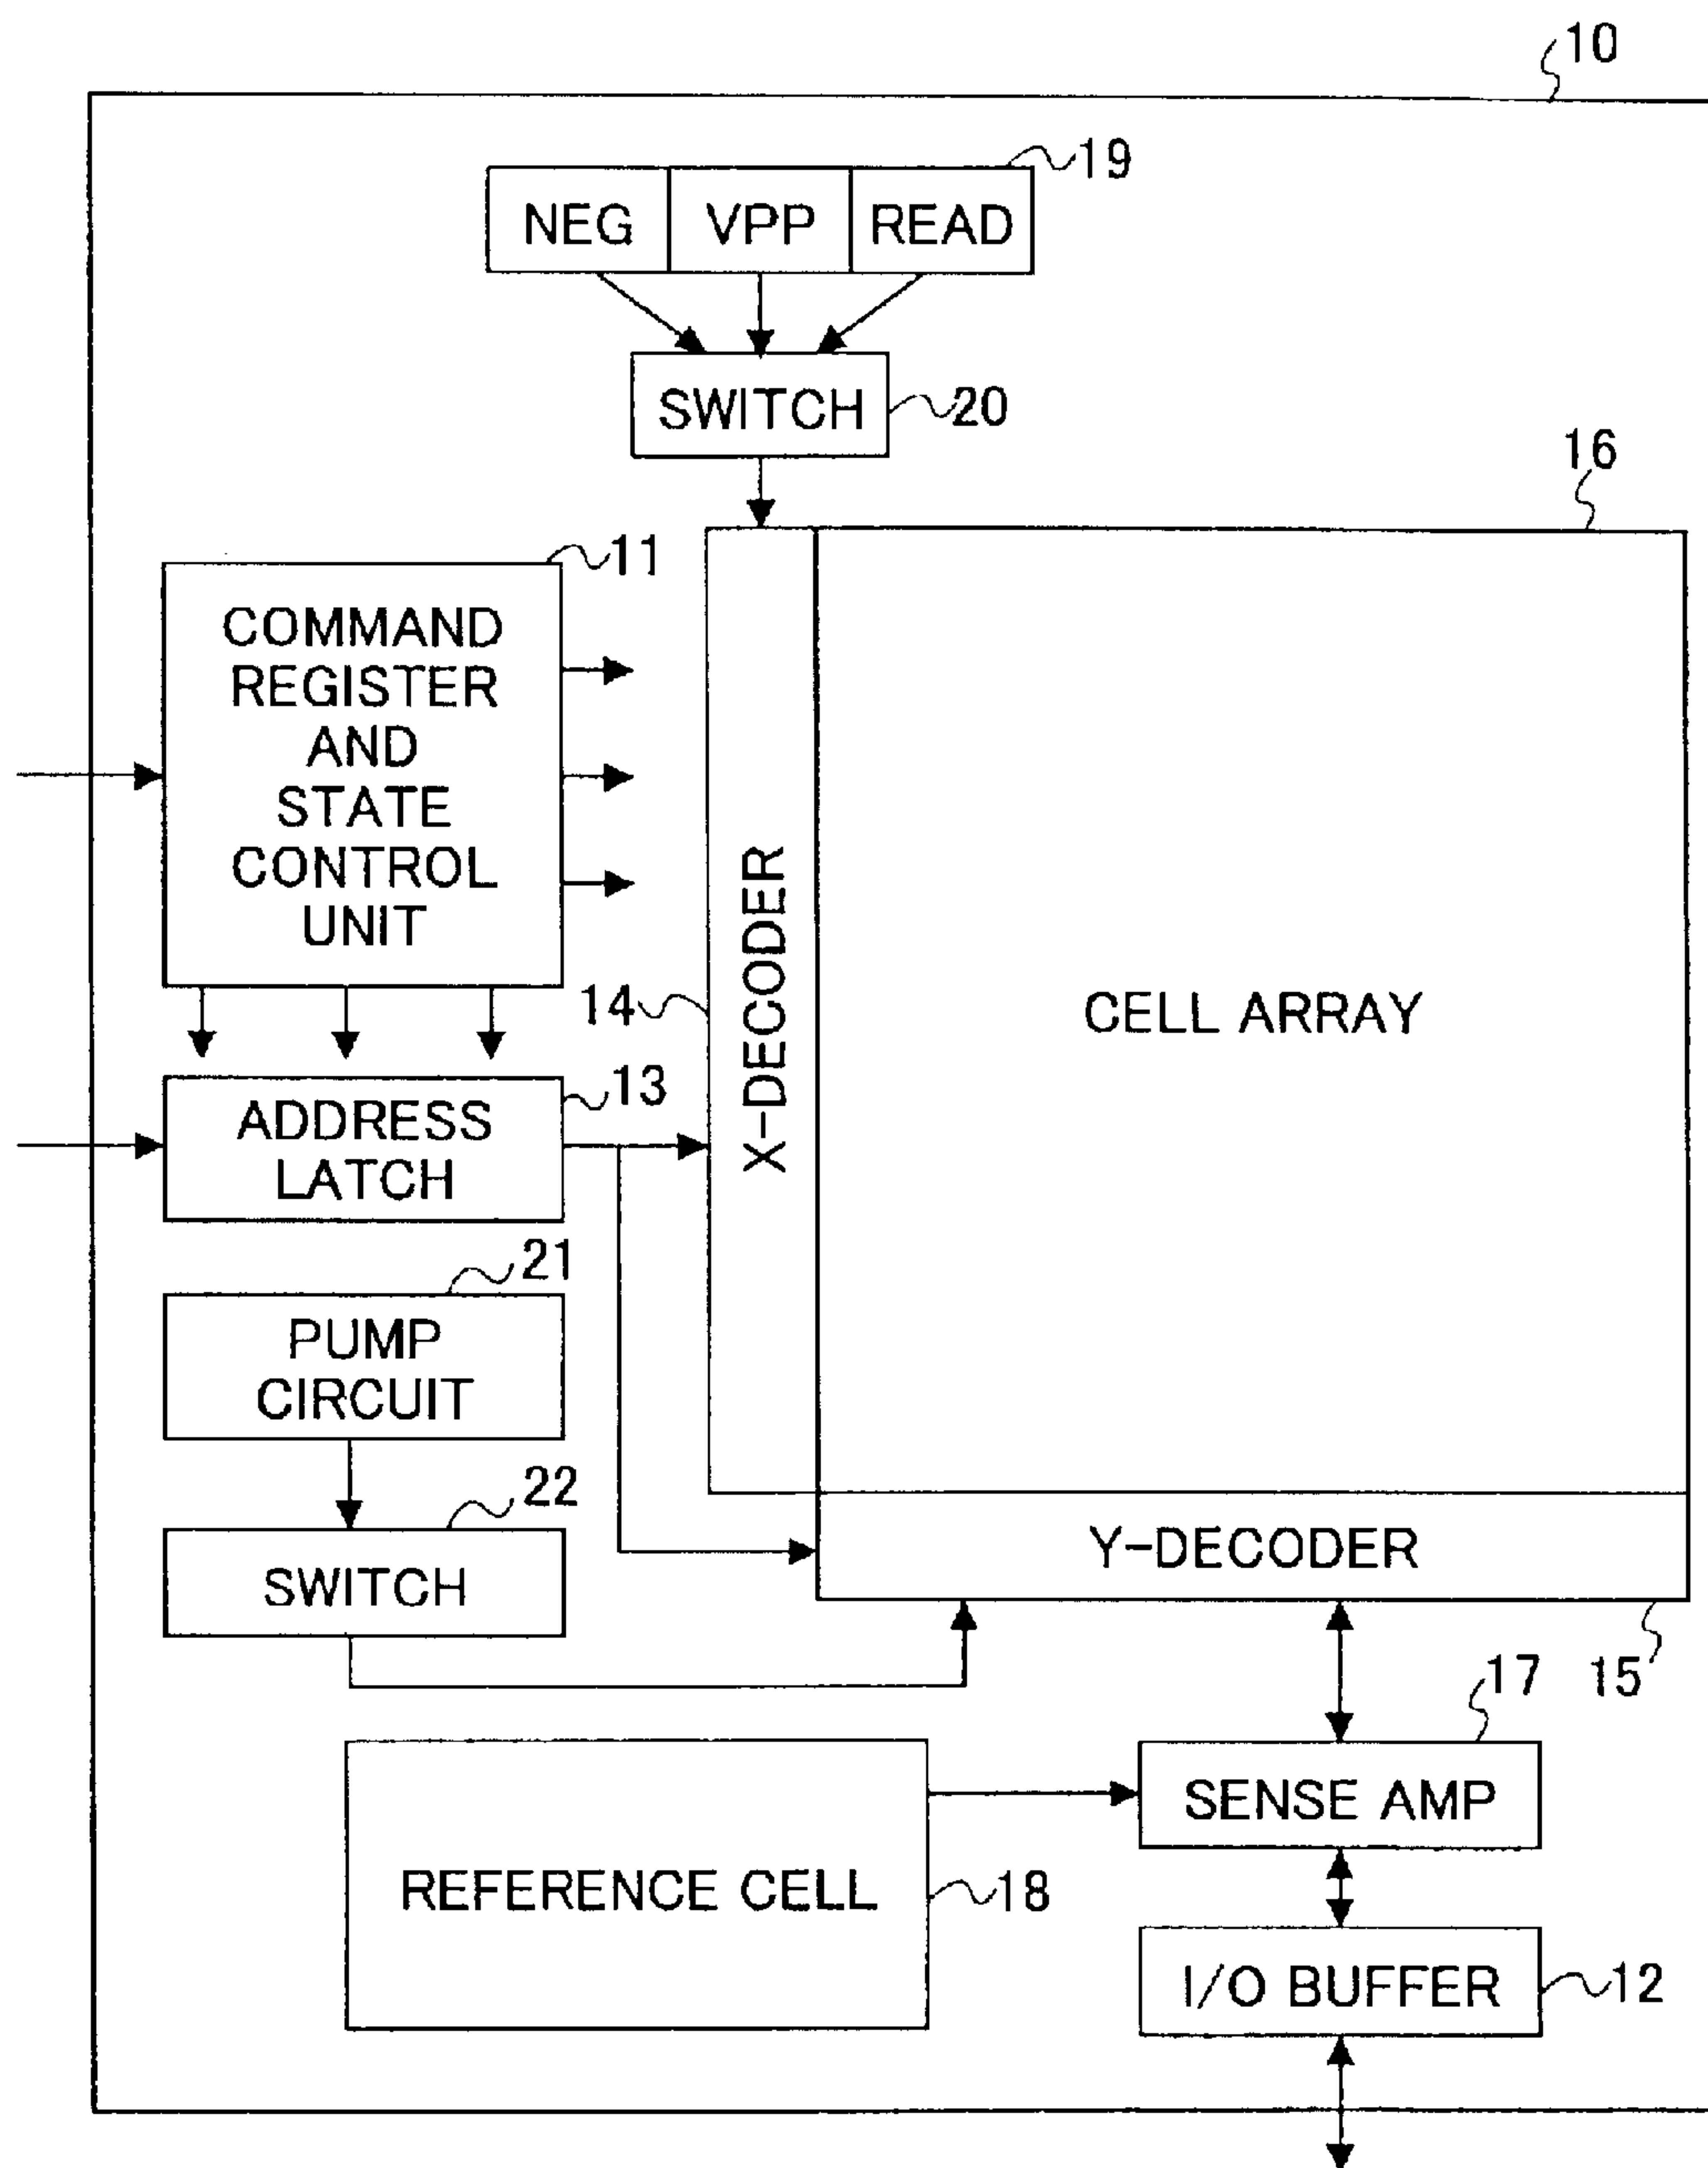 10
19
NEG VPP READ
SWITCH
20
16
11
COMMAND
REGISTER
AND
STATE
CONTROL
UNIT
14
X-DECODER
CELL ARRAY
13
ADDRESS
LATCH
21
PUMP
CIRCUIT
22
SWITCH
Y-DECODER
15
17
SENSE AMP
REFERENCE CELL
18
I/O BUFFER
12